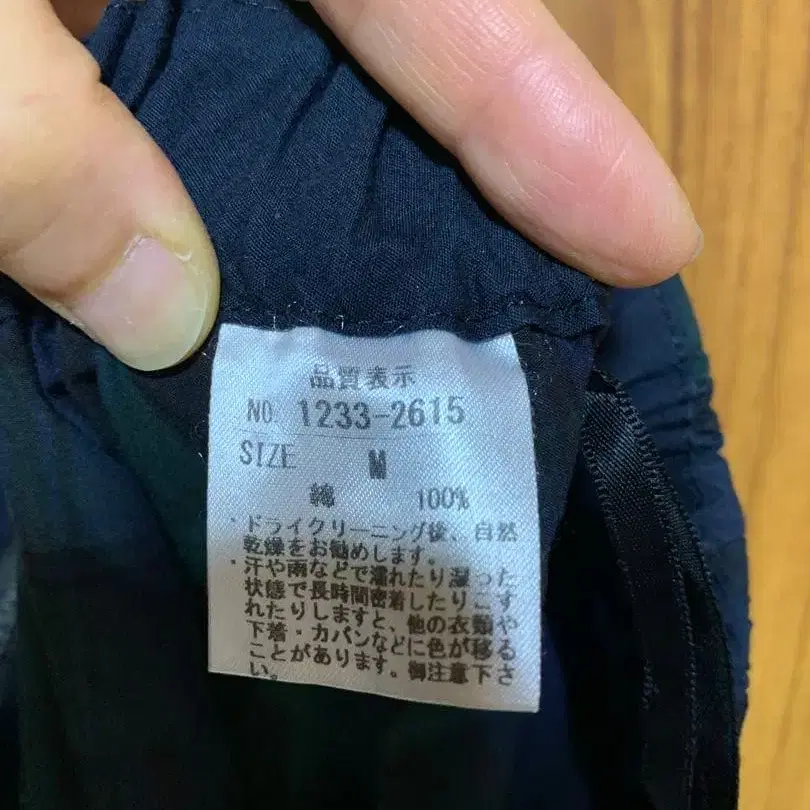 品質表示
NO. 1233-2615
SIZE M
綿 100%
・ドライクリーニング後、自然
乾燥をお勧めします。
・汗や雨などで濡れたり湿った
状態で長時間密着したりこす
れたりしますと、他の衣類や
下着・カバンなどに色が移る
ことがあります。御注意下さ
い。